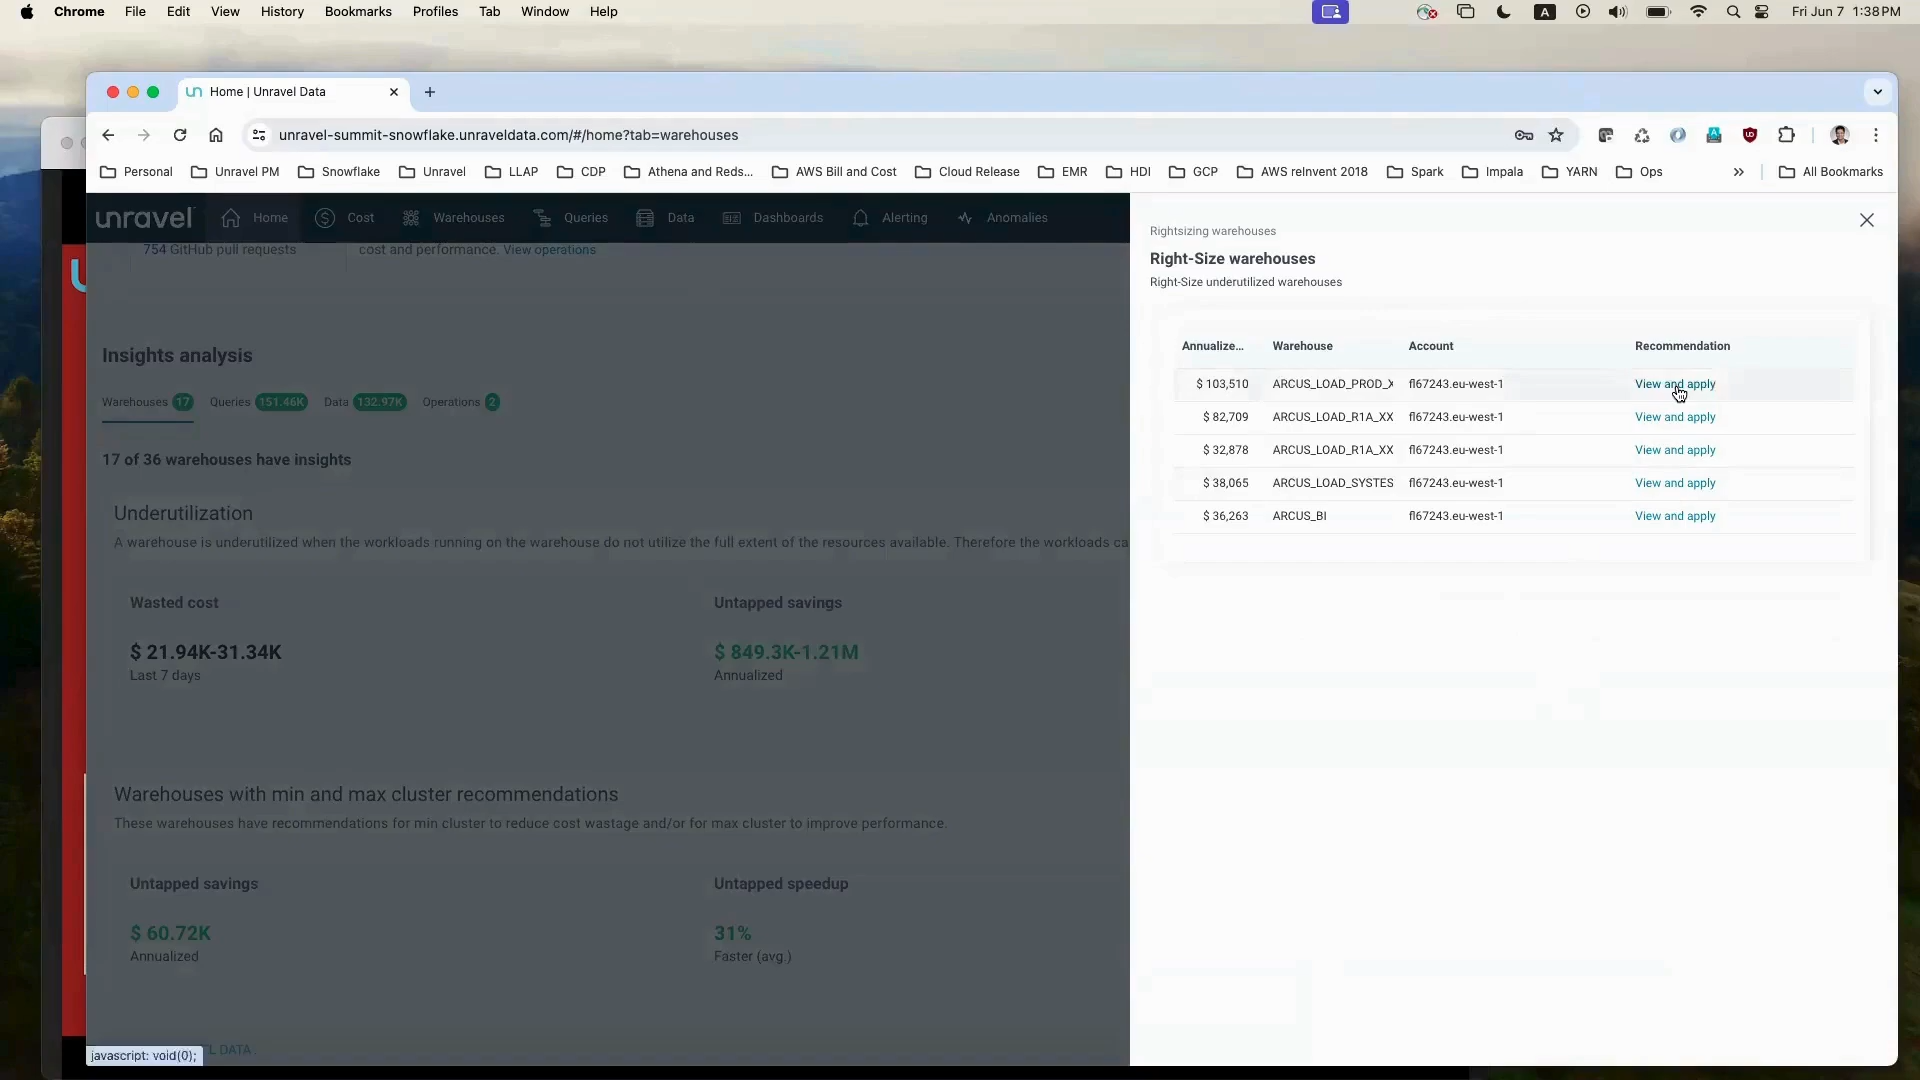 Chrome File Edit View History Bookmarks Profiles Tab Window Help A Fri Jun 7 1:38 PM
Home | Unravel Data
unravel-summit-snowflake.unraveldata.com/#/home?tab=warehouses
Personal Unravel PM Snowflake Unravel LLAP CDP Athena and Reds... AWS Bill and Cost Cloud Release EMR HDI GCP AWS reInvent 2018 Spark Impala YARN Ops » All Bookmarks
unravel Home Cost Warehouses Queries Data Dashboards Alerting Anomalies
754 GitHub pull requests cost and performance. View operations
Insights analysis
Warehouses 17 Queries 151.46K Data 132.97K Operations 2
17 of 36 warehouses have insights
Underutilization
A warehouse is underutilized when the workloads running on the warehouse do not utilize the full extent of the resources available. Therefore the workloads ca
Wasted cost Untapped savings
$ 21.94K-31.34K $ 849.3K-1.21M
Last 7 days Annualized
Warehouses with min and max cluster recommendations
These warehouses have recommendations for min cluster to reduce cost wastage and/or for max cluster to improve performance.
Untapped savings Untapped speedup
$ 60.72K 31%
Annualized Faster (avg.)
L DATA
javascript: void(0);
Rightsizing warehouses
Right-Size warehouses
Right-Size underutilized warehouses
Annualize... Warehouse Account Recommendation
$ 103,510 ARCUS_LOAD_PROD_X fl67243.eu-west-1 View and apply
$ 82,709 ARCUS_LOAD_R1A_XX fl67243.eu-west-1 View and apply
$ 32,878 ARCUS_LOAD_R1A_XX fl67243.eu-west-1 View and apply
$ 38,065 ARCUS_LOAD_SYSTES fl67243.eu-west-1 View and apply
$ 36,263 ARCUS_BI fl67243.eu-west-1 View and apply